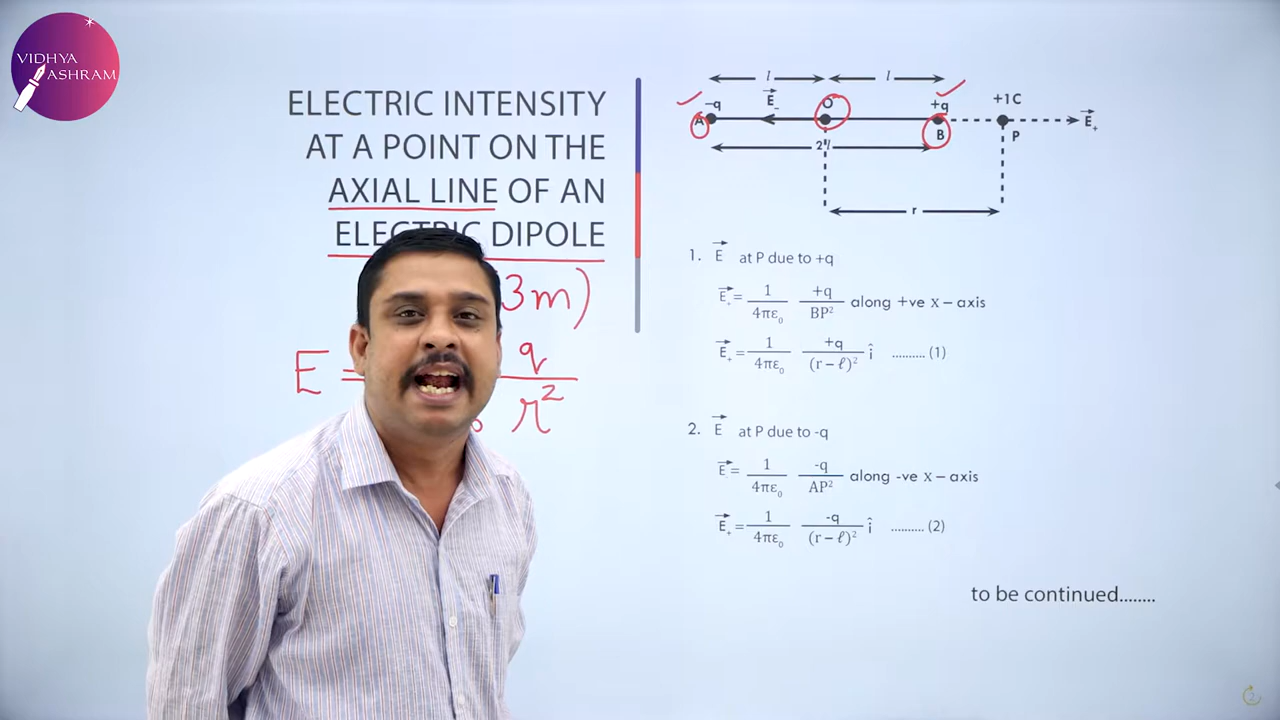 VIDHYA
ASHRAM
ELECTRIC INTENSITY
AT A POINT ON THE
AXIAL LINE OF AN
ELECTRIC DIPOLE
3m)
E = q
r²
l l
-q E⃗₋ O +q +1C E⃗₊
A B P
2l
r
1. E⃗ at P due to +q
E⃗₊= 1/4πε₀ +q/BP² along +ve x – axis
E⃗₊= 1/4πε₀ +q/(r – ℓ)² î .......... (1)
2. E⃗ at P due to -q
E⃗= 1/4πε₀ -q/AP² along -ve x – axis
E⃗₊= 1/4πε₀ -q/(r – ℓ)² î .......... (2)
to be continued........